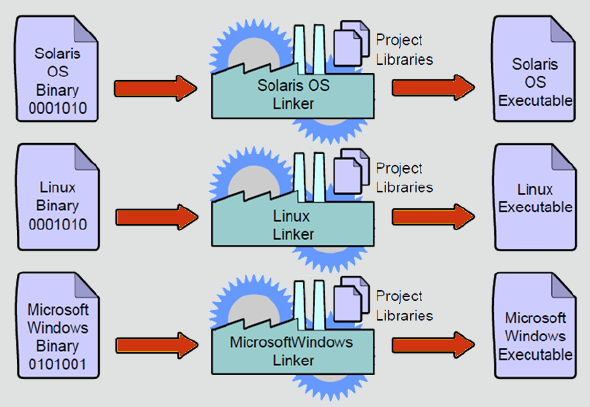 Solaris
OS
Binary
0001010
Solaris OS
Linker
Project
Libraries
Solaris
OS
Executable
Linux
Binary
0001010
Linux
Linker
Project
Libraries
Linux
Executable
Microsoft
Windows
Binary
0101001
MicrosoftWindows
Linker
Project
Libraries
Microsoft
Windows
Executable